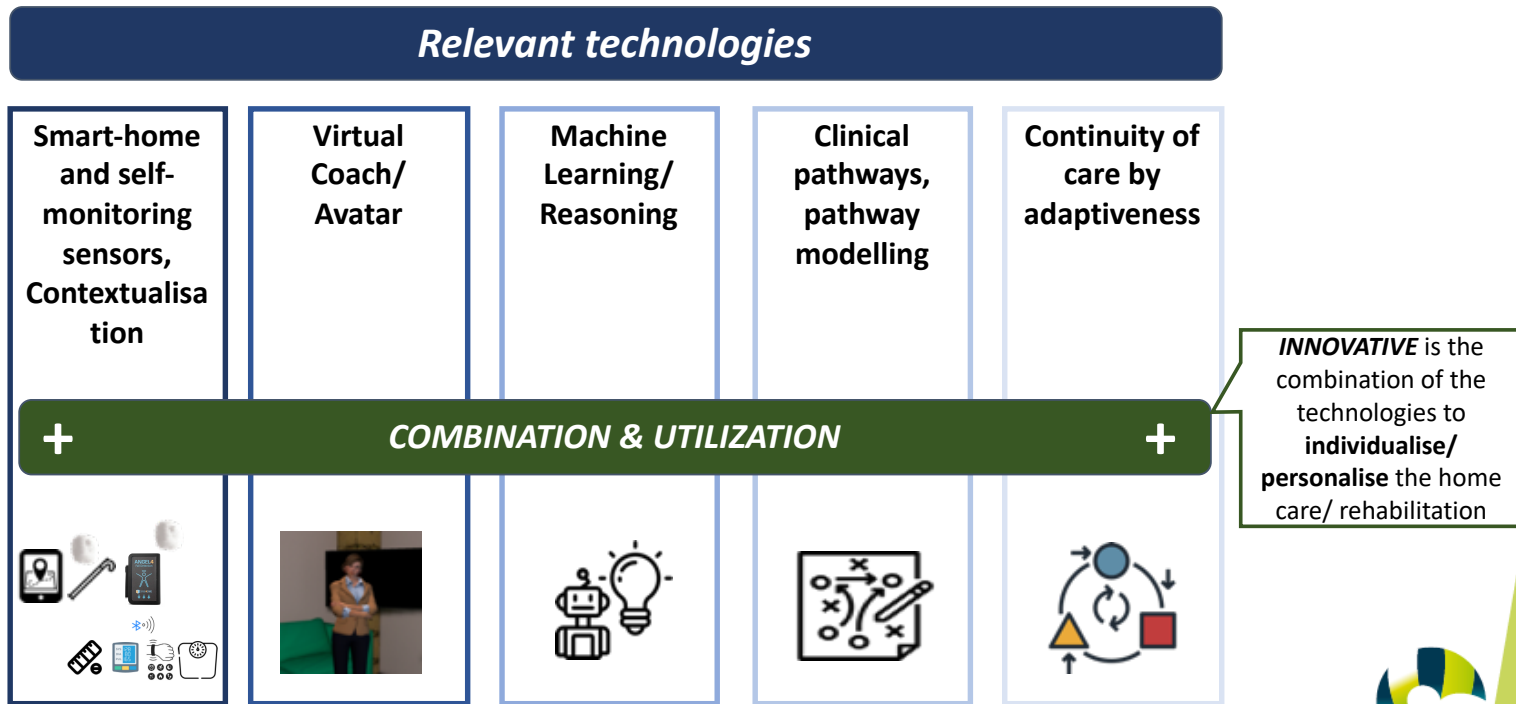 Relevant technologies
Smart-home
and self-
monitoring
sensors,
Contextualisa
tion
Virtual
Coach/
Avatar
Machine
Learning/
Reasoning
Clinical
pathways,
pathway
modelling
Continuity of
care by
adaptiveness
+ COMBINATION & UTILIZATION +
INNOVATIVE is the
combination of the
technologies to
individualise/
personalise the home
care/ rehabilitation